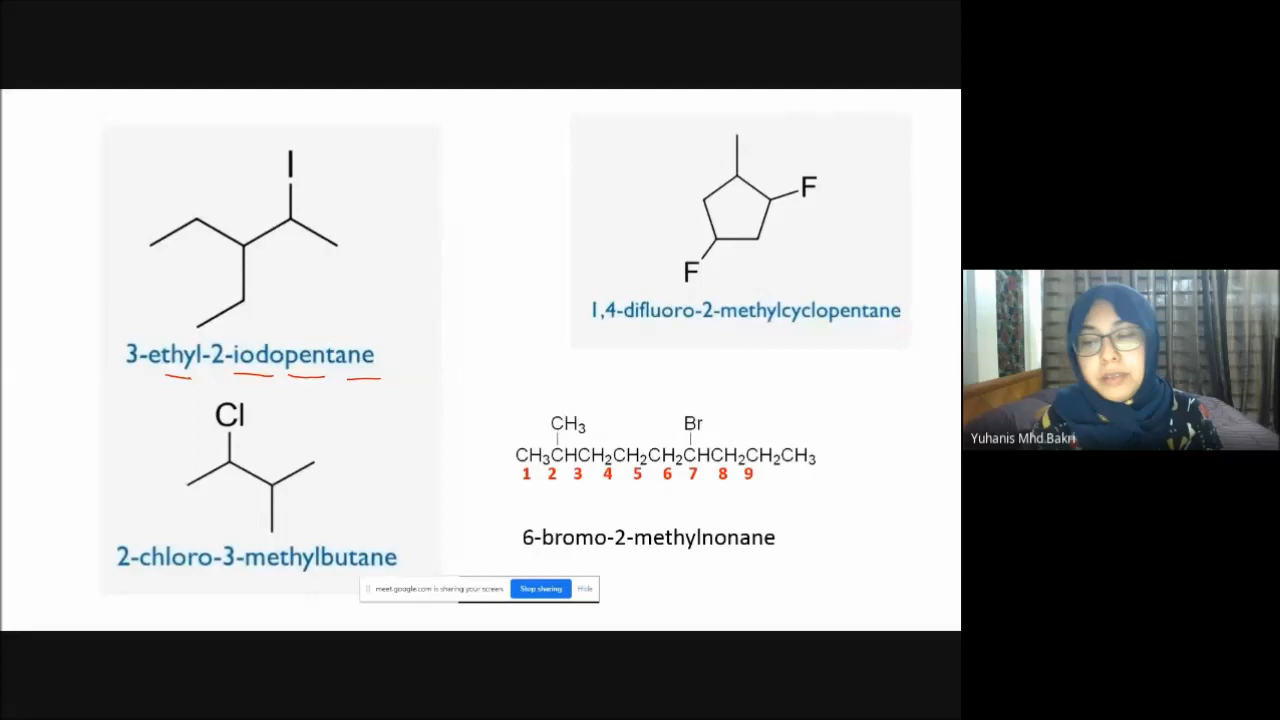 I
3-ethyl-2-iodopentane
Cl
2-chloro-3-methylbutane
F
F
1,4-difluoro-2-methylcyclopentane
CH3 Br
CH3CHCH2CH2CH2CHCH2CH2CH3
1 2 3 4 5 6 7 8 9
6-bromo-2-methylnonane
meet.google.com is sharing your screen. Stop sharing Hide
Yuhanis Mhd.Bakri